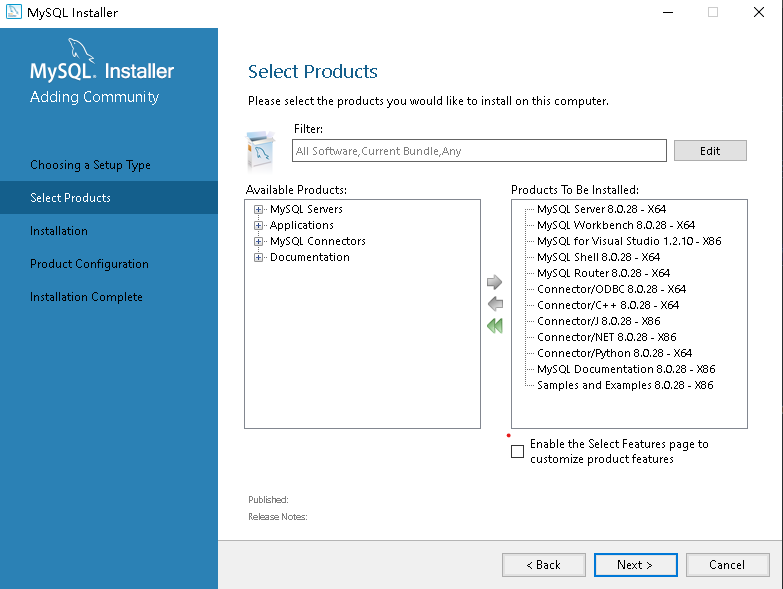 MySQL Installer
MySQL. Installer
Adding Community
Choosing a Setup Type
Select Products
Installation
Product Configuration
Installation Complete
Select Products
Please select the products you would like to install on this computer.
Filter:
All Software,Current Bundle,Any
Edit
Available Products:
MySQL Servers
Applications
MySQL Connectors
Documentation
Products To Be Installed:
MySQL Server 8.0.28 - X64
MySQL Workbench 8.0.28 - X64
MySQL for Visual Studio 1.2.10 - X86
MySQL Shell 8.0.28 - X64
MySQL Router 8.0.28 - X64
Connector/ODBC 8.0.28 - X64
Connector/C++ 8.0.28 - X64
Connector/J 8.0.28 - X86
Connector/NET 8.0.28 - X86
Connector/Python 8.0.28 - X64
MySQL Documentation 8.0.28 - X86
Samples and Examples 8.0.28 - X86
Enable the Select Features page to
customize product features
Published:
Release Notes:
< Back
Next >
Cancel